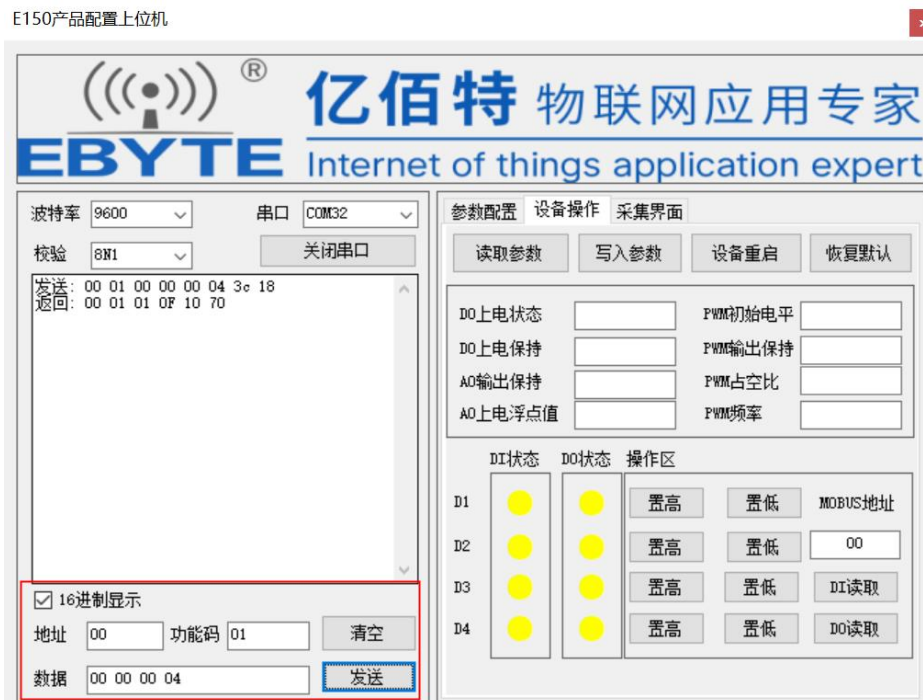 E150产品配置上位机
®
亿佰特 物联网应用专家
EBYTE Internet of things application expert
波特率 9600 串口 COM32
校验 8N1 关闭串口
发送: 00 01 00 00 00 04 3c 18
返回: 00 01 01 0F 10 70
16进制显示
地址 00 功能码 01 清空
数据 00 00 00 04 发送
参数配置 设备操作 采集界面
读取参数 写入参数 设备重启 恢复默认
DO上电状态 PWM初始电平
DO上电保持 PWM输出保持
AO输出保持 PWM占空比
AO上电浮点值 PWM频率
DI状态 DO状态 操作区
D1 置高 置低 MOBUS地址
D2 置高 置低 00
D3 置高 置低 DI读取
D4 置高 置低 DO读取